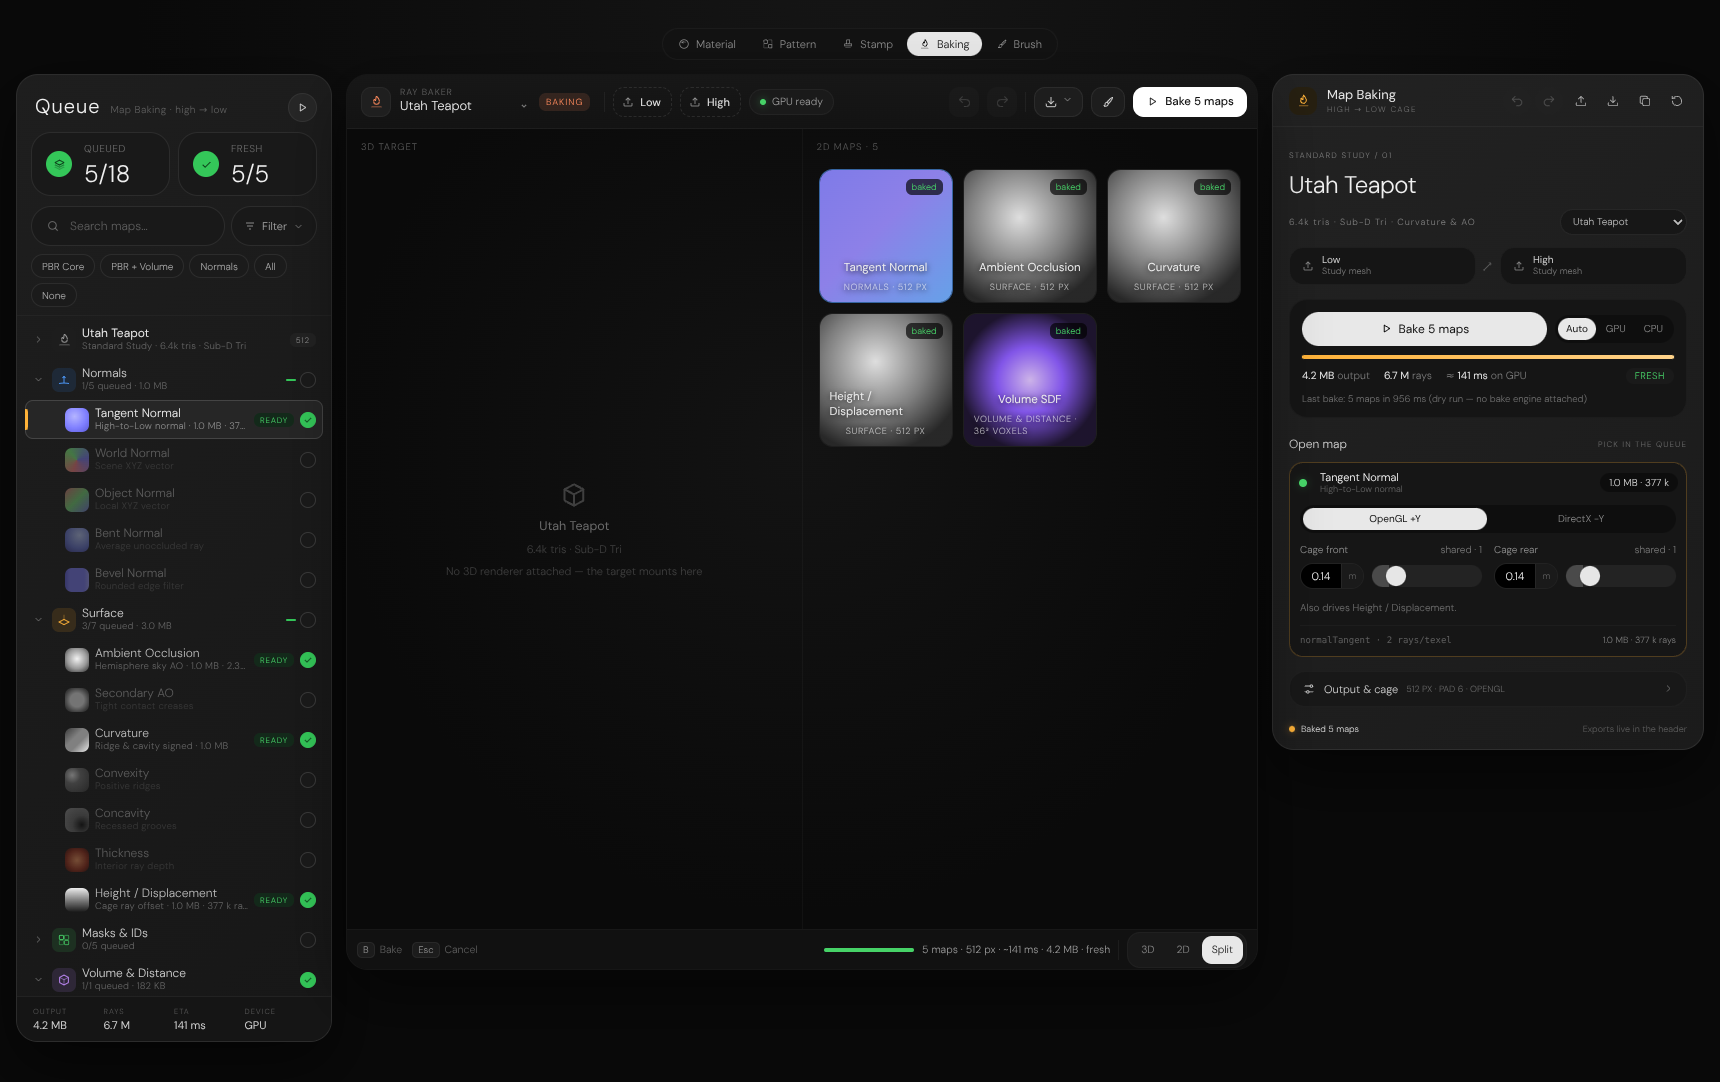 Material
Pattern
Stamp
Baking
Brush
Queue
Map Baking · high → low
QUEUED
5/18
FRESH
5/5
Search maps...
Filter
PBR Core
PBR + Volume
Normals
All
None
Utah Teapot
Standard Study · 6.4k tris · Sub-D Tri
512
Normals
1/5 queued · 1.0 MB
Tangent Normal
High-to-Low normal · 1.0 MB · 37...
READY
World Normal
Scene XYZ vector
Object Normal
Local XYZ vector
Bent Normal
Average unoccluded ray
Bevel Normal
Rounded-edge filter
Surface
3/7 queued · 3.0 MB
Ambient Occlusion
Hemisphere sky AO · 1.0 MB · 2.3...
READY
Secondary AO
Tight contact creases
Curvature
Ridge & cavity signed · 1.0 MB
READY
Convexity
Positive ridges
Concavity
Recessed grooves
Thickness
Interior ray depth
Height / Displacement
Cage ray offset · 1.0 MB · 377 k ra...
READY
Masks & IDs
0/5 queued
Volume & Distance
1/1 queued · 182 KB
OUTPUT
4.2 MB
RAYS
6.7 M
ETA
141 ms
DEVICE
GPU
RAY BAKER
Utah Teapot
BAKING
Low
High
GPU ready
Bake 5 maps
3D TARGET
Utah Teapot
6.4k tris · Sub-D Tri
No 3D renderer attached — the target mounts here
2D MAPS · 5
baked
Tangent Normal
NORMALS · 512 PX
baked
Ambient Occlusion
SURFACE · 512 PX
baked
Curvature
SURFACE · 512 PX
baked
Height /
Displacement
SURFACE · 512 PX
baked
Volume SDF
VOLUME & DISTANCE ·
36³ VOXELS
B Bake
Esc Cancel
5 maps · 512 px · ~141 ms · 4.2 MB · fresh
3D
2D
Split
Map Baking
HIGH → LOW CAGE
STANDARD STUDY / 01
Utah Teapot
6.4k tris · Sub-D Tri · Curvature & AO
Utah Teapot
Low
Study mesh
High
Study mesh
Bake 5 maps
Auto
GPU
CPU
4.2 MB output
6.7 M rays
≈ 141 ms on GPU
FRESH
Last bake: 5 maps in 956 ms (dry run — no bake engine attached)
Open map
PICK IN THE QUEUE
Tangent Normal
High-to-Low normal
1.0 MB · 377 k
OpenGL +Y
DirectX −Y
Cage front
shared · 1
Cage rear
shared · 1
0.14 m
0.14 m
Also drives Height / Displacement.
normalTangent · 2 rays/texel
1.0 MB · 377 k rays
Output & cage
512 PX · PAD 6 · OPENGL
Baked 5 maps
Exports live in the header